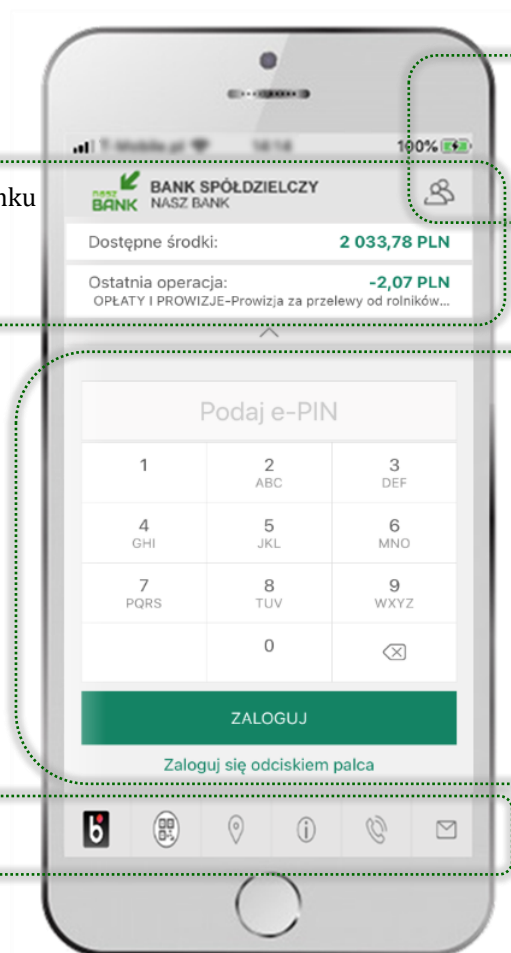 100%
nku
nasz
BANK
BANK SPÓŁDZIELCZY
NASZ BANK
Dostępne środki: 2 033,78 PLN
Ostatnia operacja: -2,07 PLN
OPŁATY I PROWIZJE-Prowizja za przelewy od rolników...
Podaj e-PIN
1 2 3
ABC DEF
4 5 6
GHI JKL MNO
7 8 9
PQRS TUV WXYZ
0
ZALOGUJ
Zaloguj się odciskiem palca